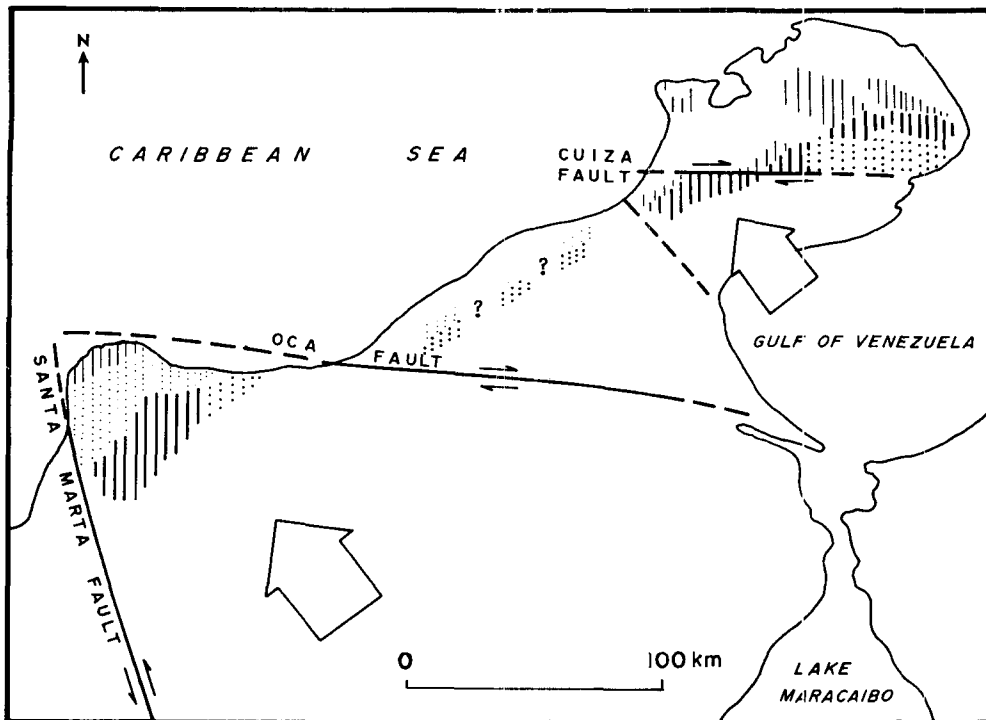 N
CARIBBEAN SEA
CUIZA
FAULT
?
?
OCA
FAULT
GULF OF VENEZUELA
SANTA MARTA FAULT
0 100 km
LAKE
MARACAIBO